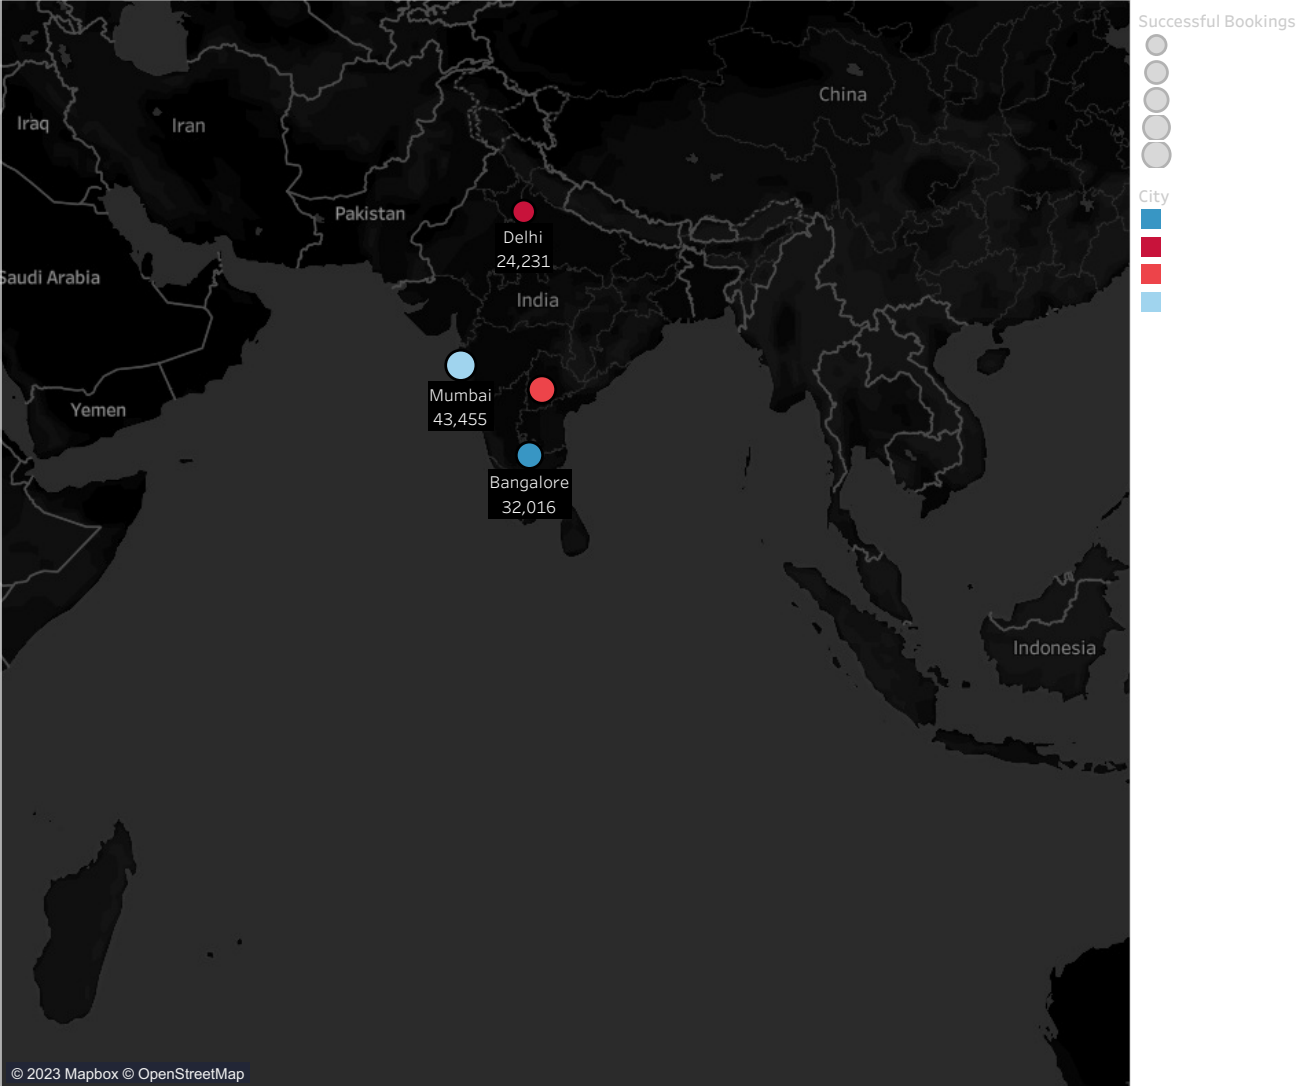 Successful Bookings
China
Iraq
Iran
City
Pakistan
Delhi
24,231
Saudi Arabia
India
Mumbai
43,455
Yemen
Bangalore
32,016
Indonesia
© 2023 Mapbox © OpenStreetMap